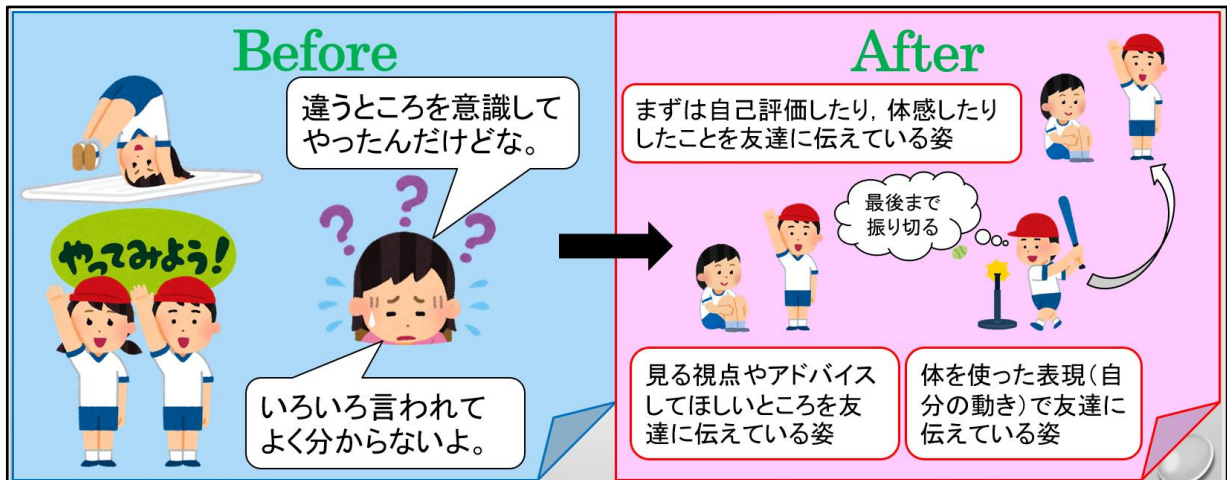 Before
違うところを意識して
やったんだけどな。
やってみよう!
いろいろ言われて
よく分からないよ。
After
まずは自己評価したり，体感したり
したことを友達に伝えている姿
最後まで
振り切る
見る視点やアドバイス
してほしいところを友
達に伝えている姿
体を使った表現(自
分の動き)で友達に
伝えている姿